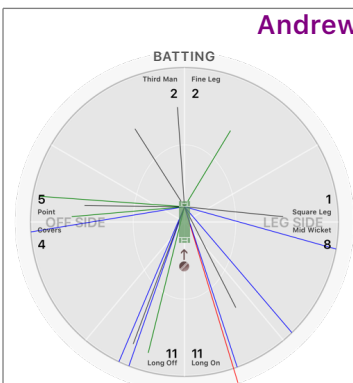 Andrew
BATTING
Third Man
Fine Leg
2
2
5
1
Point
Square Leg
OFF SIDE
LEG SIDE
Covers
Mid Wicket
4
8
11
11
Long Off
Long On